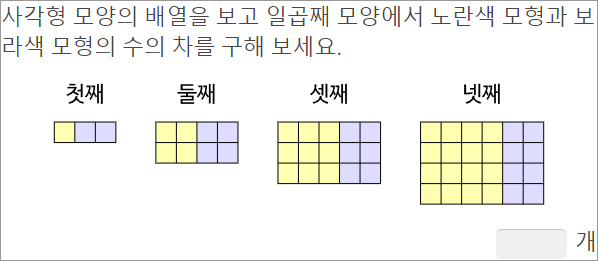 사각형 모양의 배열을 보고 일곱째 모양에서 노란색 모형과 보
라색 모형의 수의 차를 구해 보세요.
첫째 둘째 셋째 넷째
개